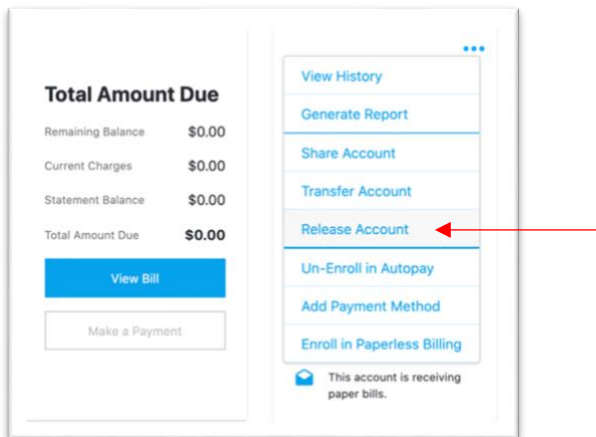 Total Amount Due
Remaining Balance $0.00
Current Charges $0.00
Statement Balance $0.00
Total Amount Due $0.00
View Bill
Make a Payment
View History
Generate Report
Share Account
Transfer Account
Release Account
Un-Enroll in Autopay
Add Payment Method
Enroll in Paperless Billing
This account is receiving
paper bills.